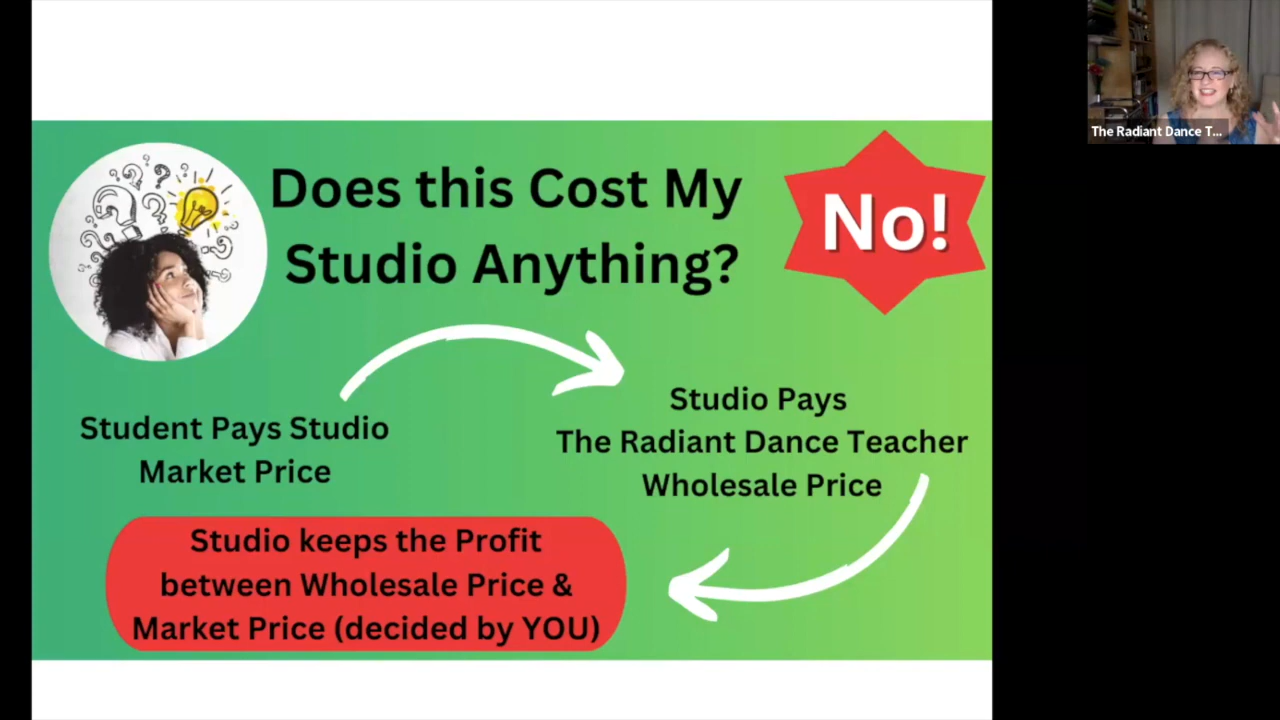 Does this Cost My
Studio Anything?
No!
Student Pays Studio
Market Price
Studio Pays
The Radiant Dance Teacher
Wholesale Price
Studio keeps the Profit
between Wholesale Price &
Market Price (decided by YOU)
The Radiant Dance T...